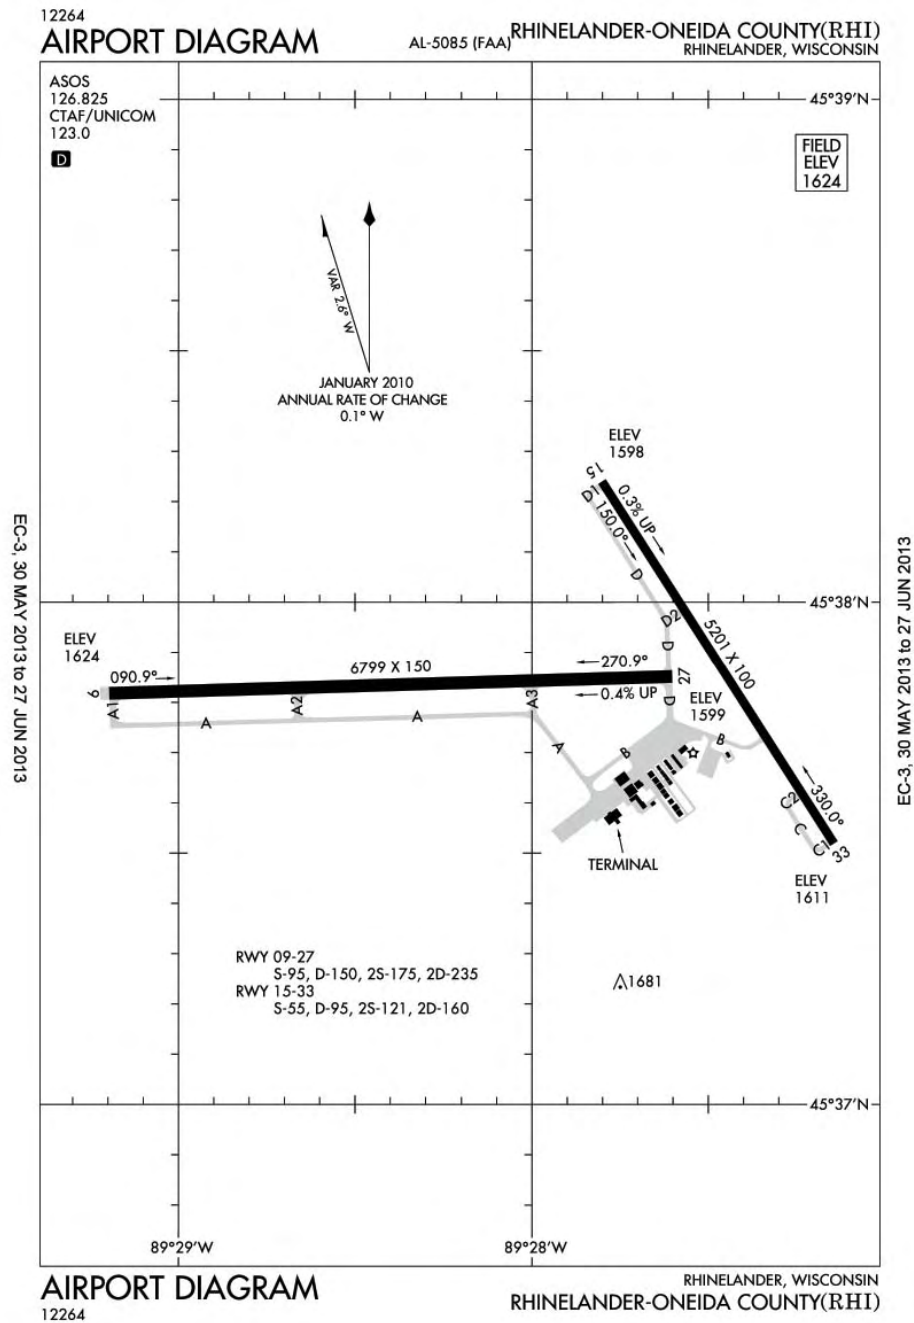 12264
AIRPORT DIAGRAM
AL-5085 (FAA)
RHINELANDER-ONEIDA COUNTY(RHI)
RHINELANDER, WISCONSIN
ASOS
126.825
CTAF/UNICOM
123.0
D
45°39'N
FIELD
ELEV
1624
VAR 2.6° W
JANUARY 2010
ANNUAL RATE OF CHANGE
0.1° W
ELEV
1598
15
D1
0.3% UP
150.0°
D
45°38'N
D2
D
5201 X 100
ELEV
1624
9
090.9°
6799 X 150
270.9°
0.4% UP
27
ELEV
1599
A1
A
A2
A
A3
D
A
B
B
330.0°
C2
C
C1
33
TERMINAL
ELEV
1611
RWY 09-27
S-95, D-150, 2S-175, 2D-235
RWY 15-33
S-55, D-95, 2S-121, 2D-160
1681
45°37'N
89°29'W
89°28'W
EC-3, 30 MAY 2013 to 27 JUN 2013
EC-3, 30 MAY 2013 to 27 JUN 2013
AIRPORT DIAGRAM
12264
RHINELANDER, WISCONSIN
RHINELANDER-ONEIDA COUNTY(RHI)